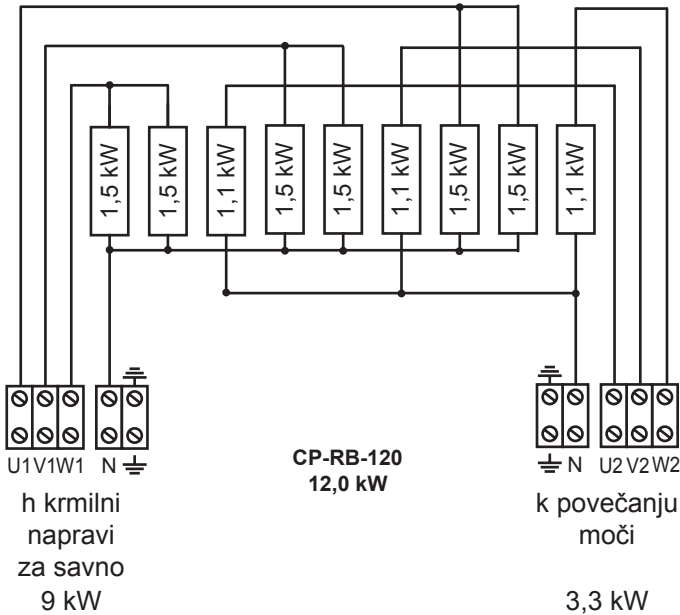 1,5 kW
1,5 kW
1,1 kW
1,5 kW
1,5 kW
1,1 kW
1,5 kW
1,5 kW
1,1 kW
U1 V1 W1 N
N U2 V2 W2
CP-RB-120
12,0 kW
h krmilni
napravi
za savno
9 kW
k povečanju
moči
3,3 kW